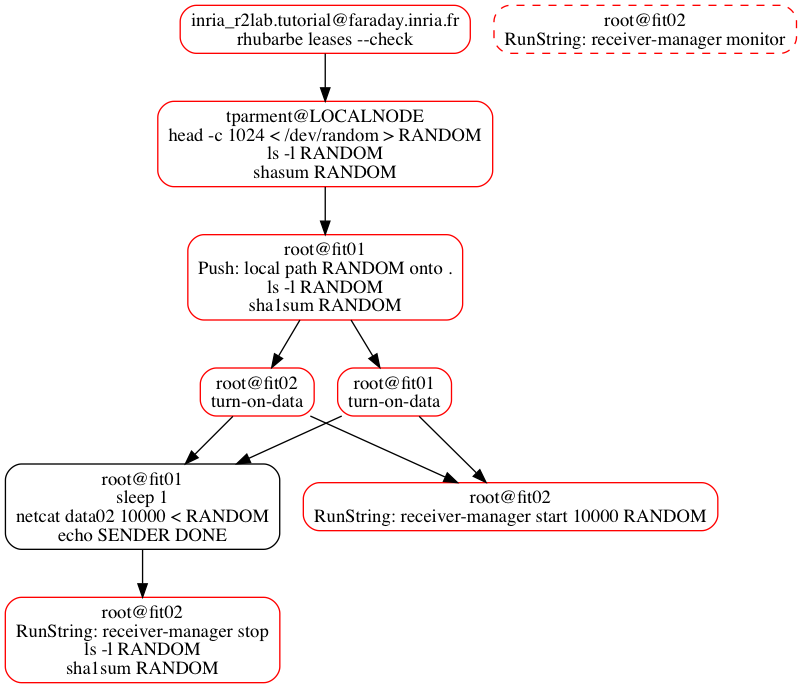 inria_r2lab.tutorial@faraday.inria.fr
rhubarbe leases --check
root@fit02
RunString: receiver-manager monitor
tparment@LOCALNODE
head -c 1024 < /dev/random > RANDOM
ls -l RANDOM
shasum RANDOM
root@fit01
Push: local path RANDOM onto .
ls -l RANDOM
sha1sum RANDOM
root@fit02
turn-on-data
root@fit01
turn-on-data
root@fit01
sleep 1
netcat data02 10000 < RANDOM
echo SENDER DONE
root@fit02
RunString: receiver-manager start 10000 RANDOM
root@fit02
RunString: receiver-manager stop
ls -l RANDOM
sha1sum RANDOM